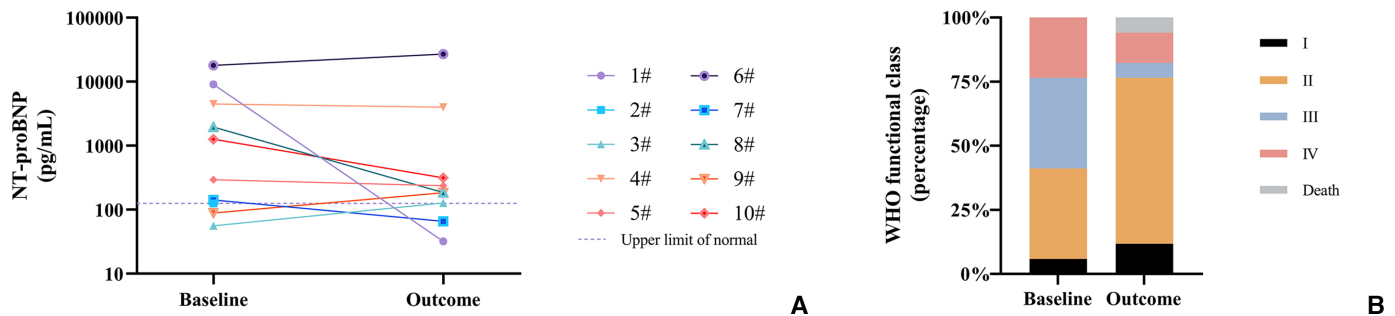 NT-proBNP
(pg/mL)
100000
10000
1000
100
10
Baseline
Outcome
1#
6#
2#
7#
3#
8#
4#
9#
5#
10#
Upper limit of normal
A
WHO functional class
(percentage)
100%
75%
50%
25%
0%
Baseline
Outcome
I
II
III
IV
Death
B